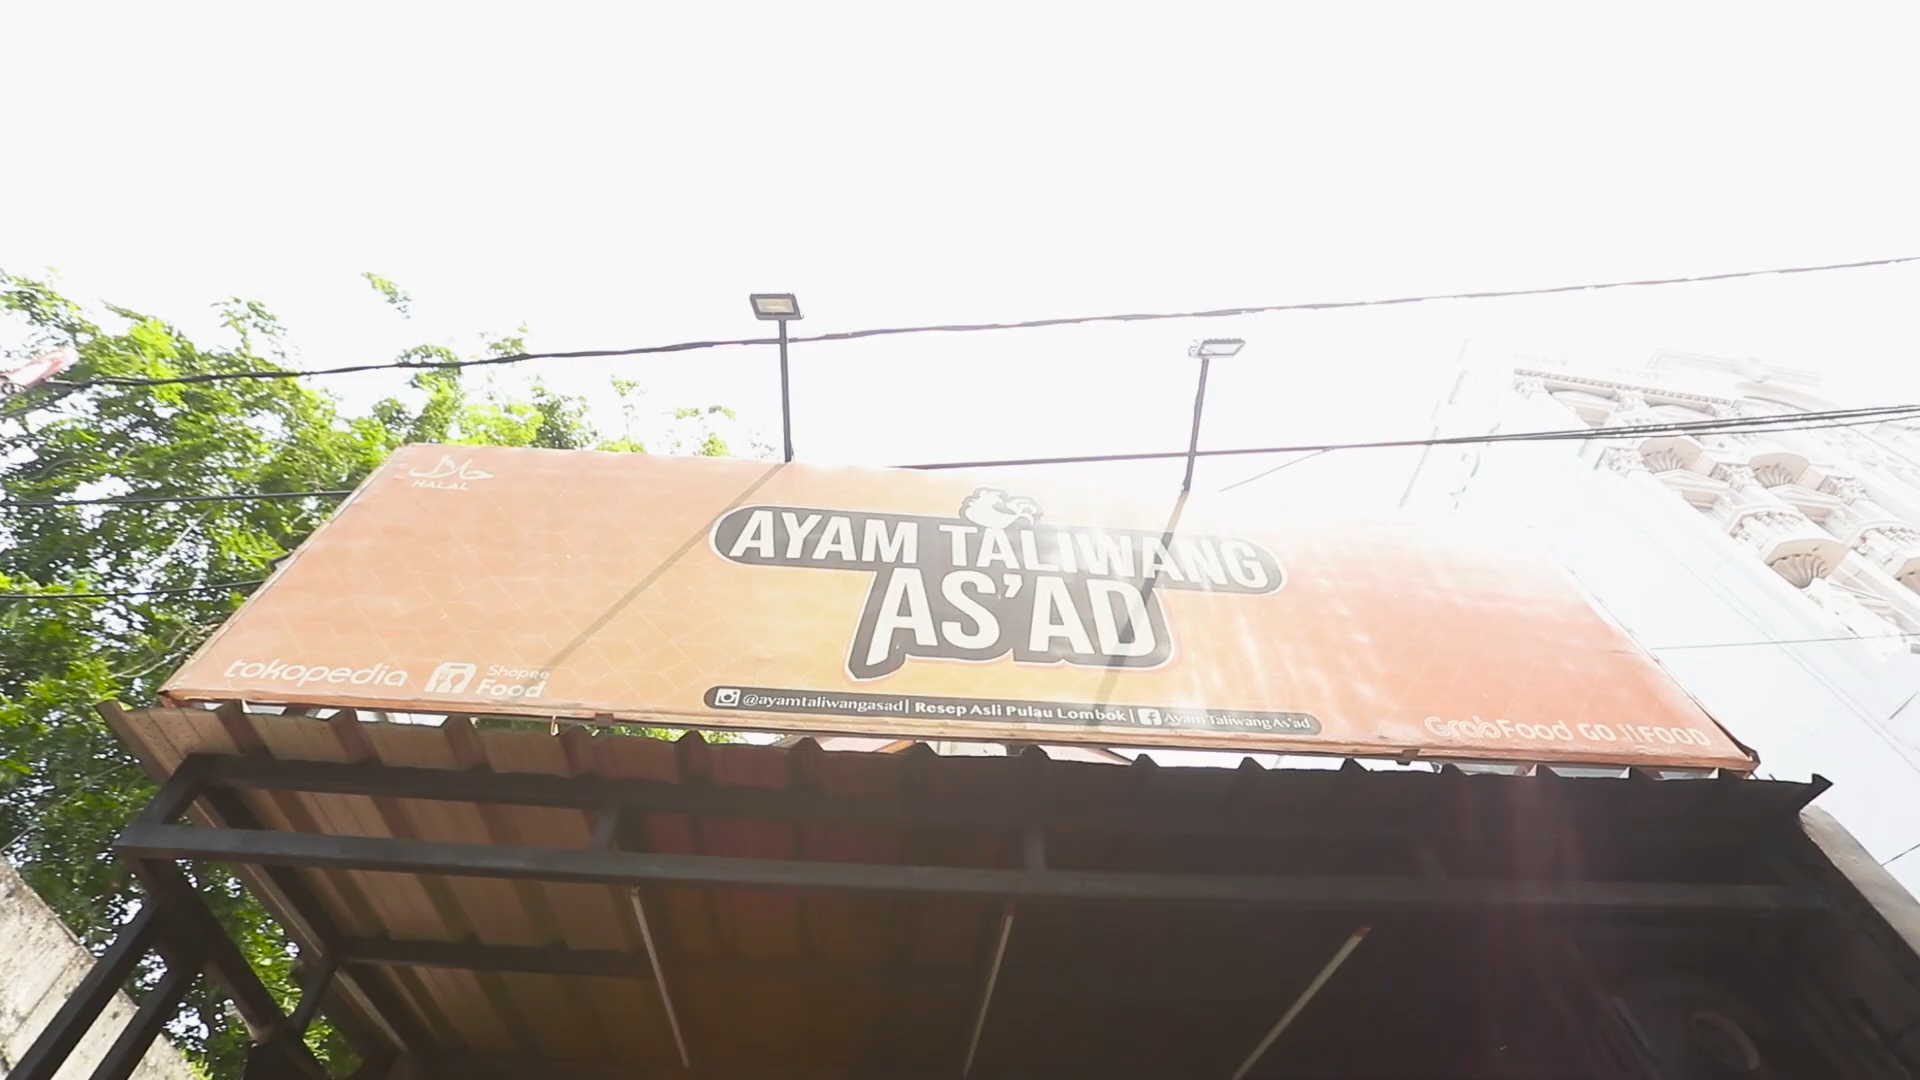 حلال
HALAL
AYAM TALIWANG
AS'AD
tokopedia
Shopee
Food
@ayamtaliwangasad| Resep Asli Pulau Lombok | Ayam Taliwang As'ad
GrabFood GO FOOD